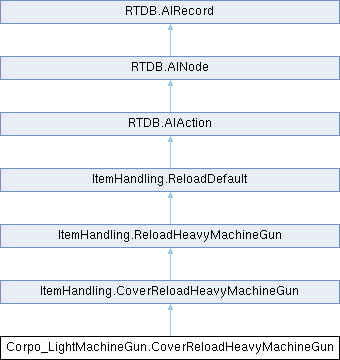 RTDB.AIRecord
RTDB.AINode
RTDB.AIAction
ItemHandling.ReloadDefault
ItemHandling.ReloadHeavyMachineGun
ItemHandling.CoverReloadHeavyMachineGun
Corpo_LightMachineGun.CoverReloadHeavyMachineGun